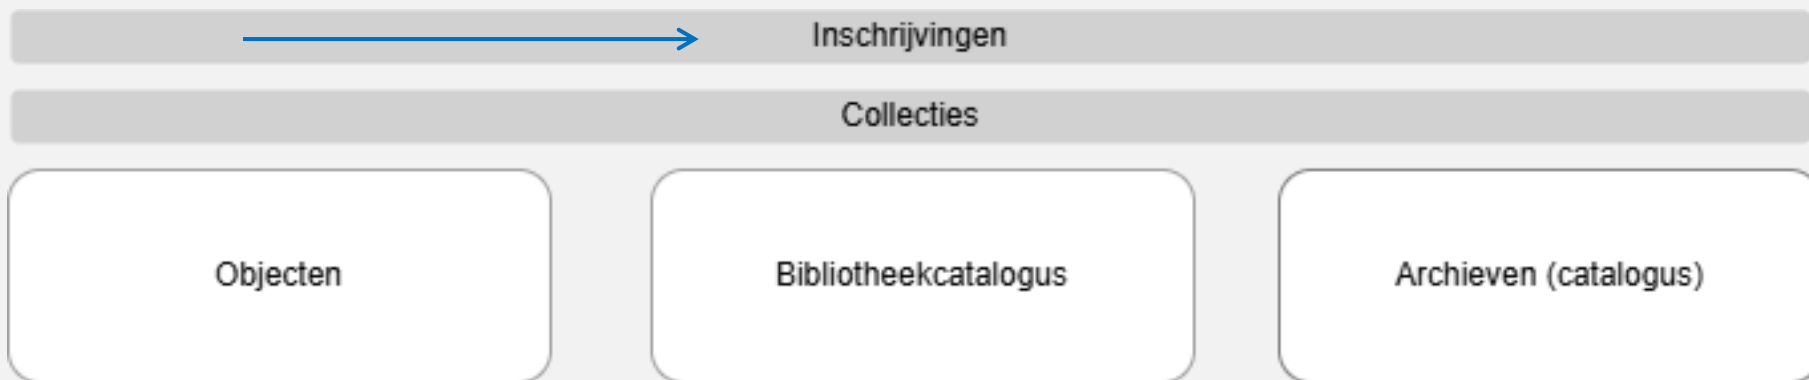 Inschrijvingen
Collecties
Objecten
Bibliotheekcatalogus
Archieven (catalogus)